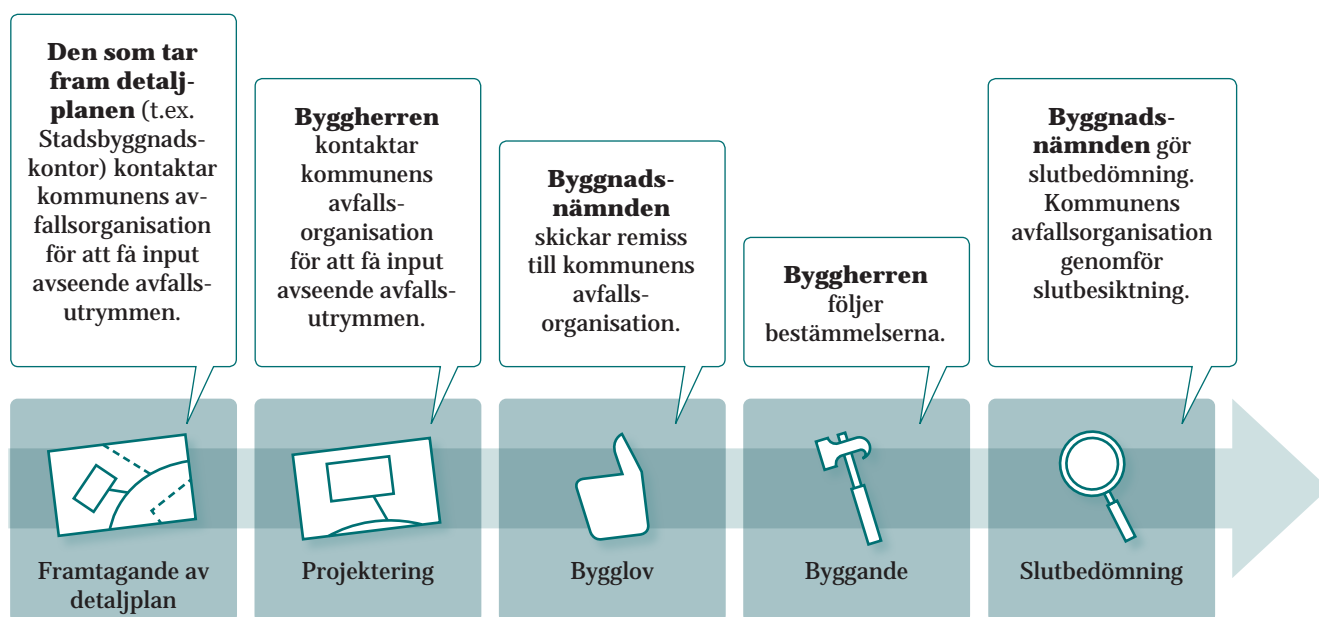 Den som tar
fram detalj-
planen (t.ex.
Stadsbyggnads-
kontor) kontaktar
kommunens av-
fallsorganisation
för att få input
avseende avfalls-
utrymmen.
Byggherren
kontaktar
kommunens
avfalls-
organisation
för att få input
avseende avfalls-
utrymmen.
Byggnads-
nämnden
skickar remiss
till kommunens
avfalls-
organisation.
Byggherren
följer
bestämmelserna.
Byggnads-
nämnden gör
slutbedömning.
Kommunens
avfallsorganisation
genomför
slutbesiktning.
Framtagande av
detaljplan
Projektering
Bygglov
Byggande
Slutbedömning